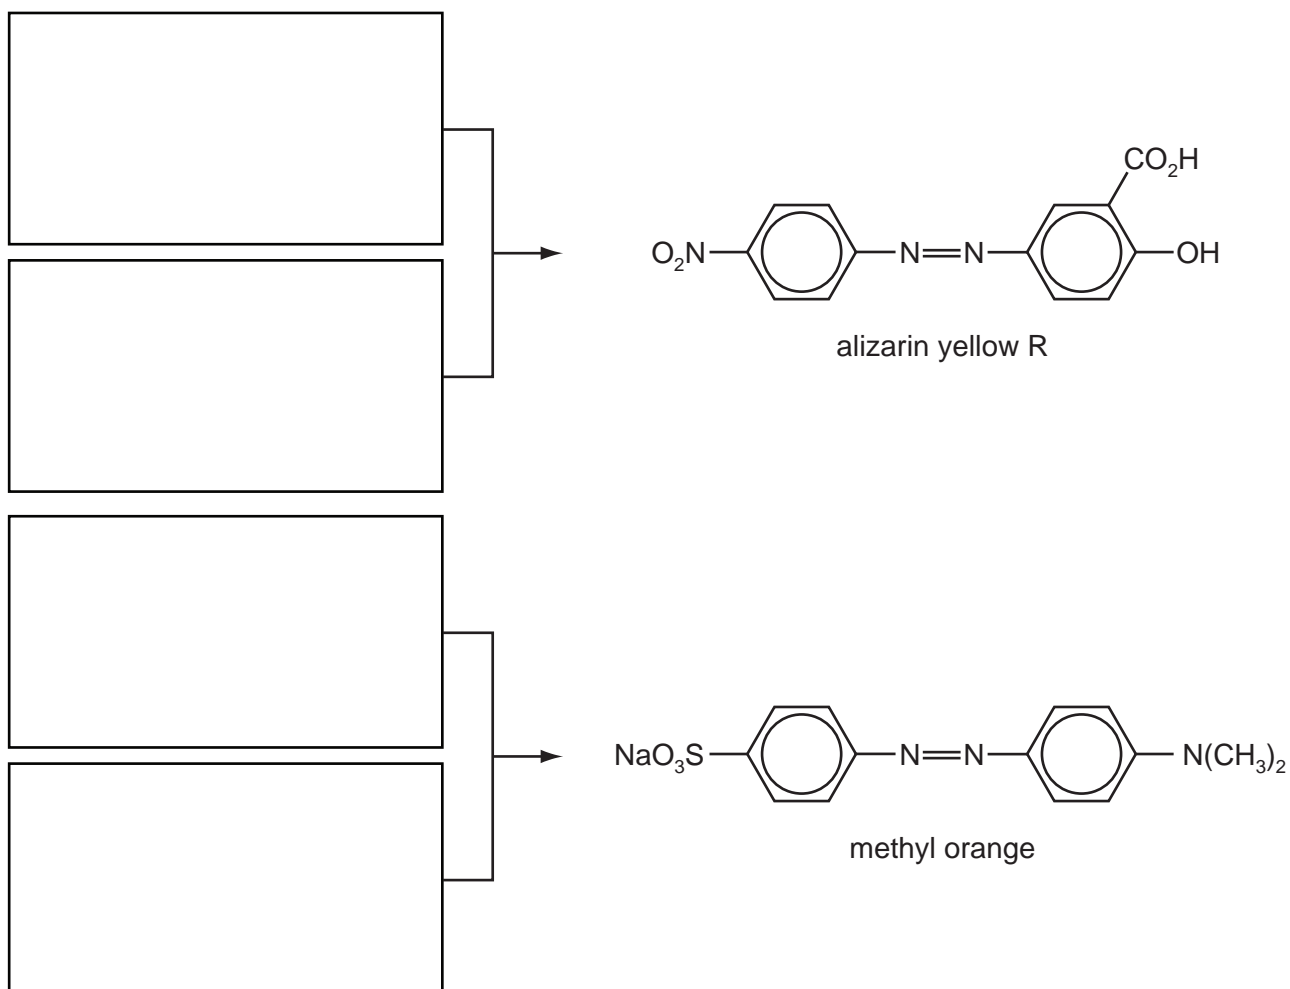 CO₂H
O₂N N N OH
alizarin yellow R
NaO₃S N N N(CH₃)₂
methyl orange